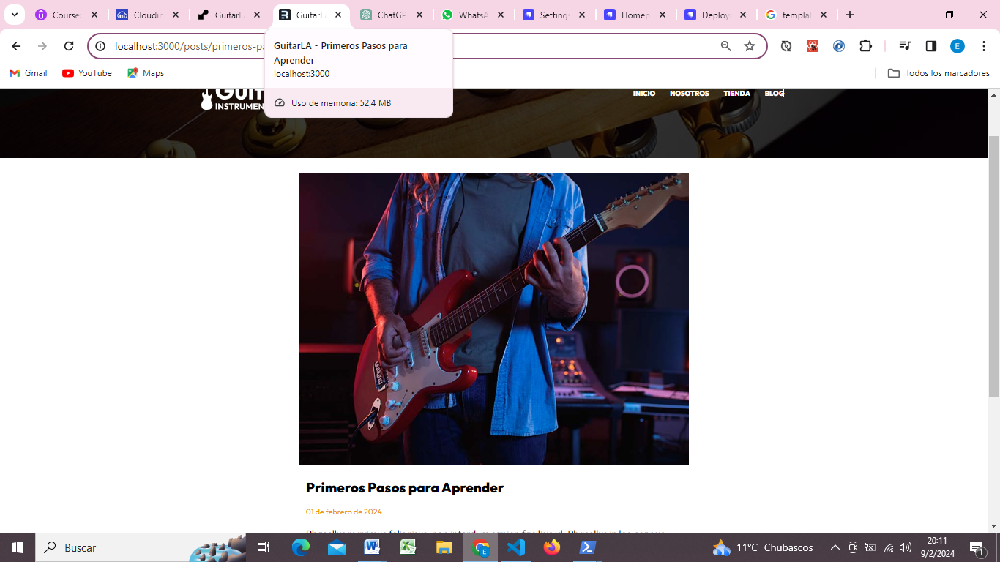 Course:
Cloudin
GuitarL
GuitarL
ChatGP
WhatsA
Setting
Homep
Deploy
templat
localhost:3000/posts/primeros-pa
GuitarLA - Primeros Pasos para
Aprender
localhost:3000
Uso de memoria: 52,4 MB
E
Gmail
YouTube
Maps
Todos los marcadores
Guit
INSTRUMEN
INICIO
NOSOTROS
TIENDA
BLOG
Primeros Pasos para Aprender
01 de febrero de 2024
Buscar
11°C Chubascos
20:11
9/2/2024
1